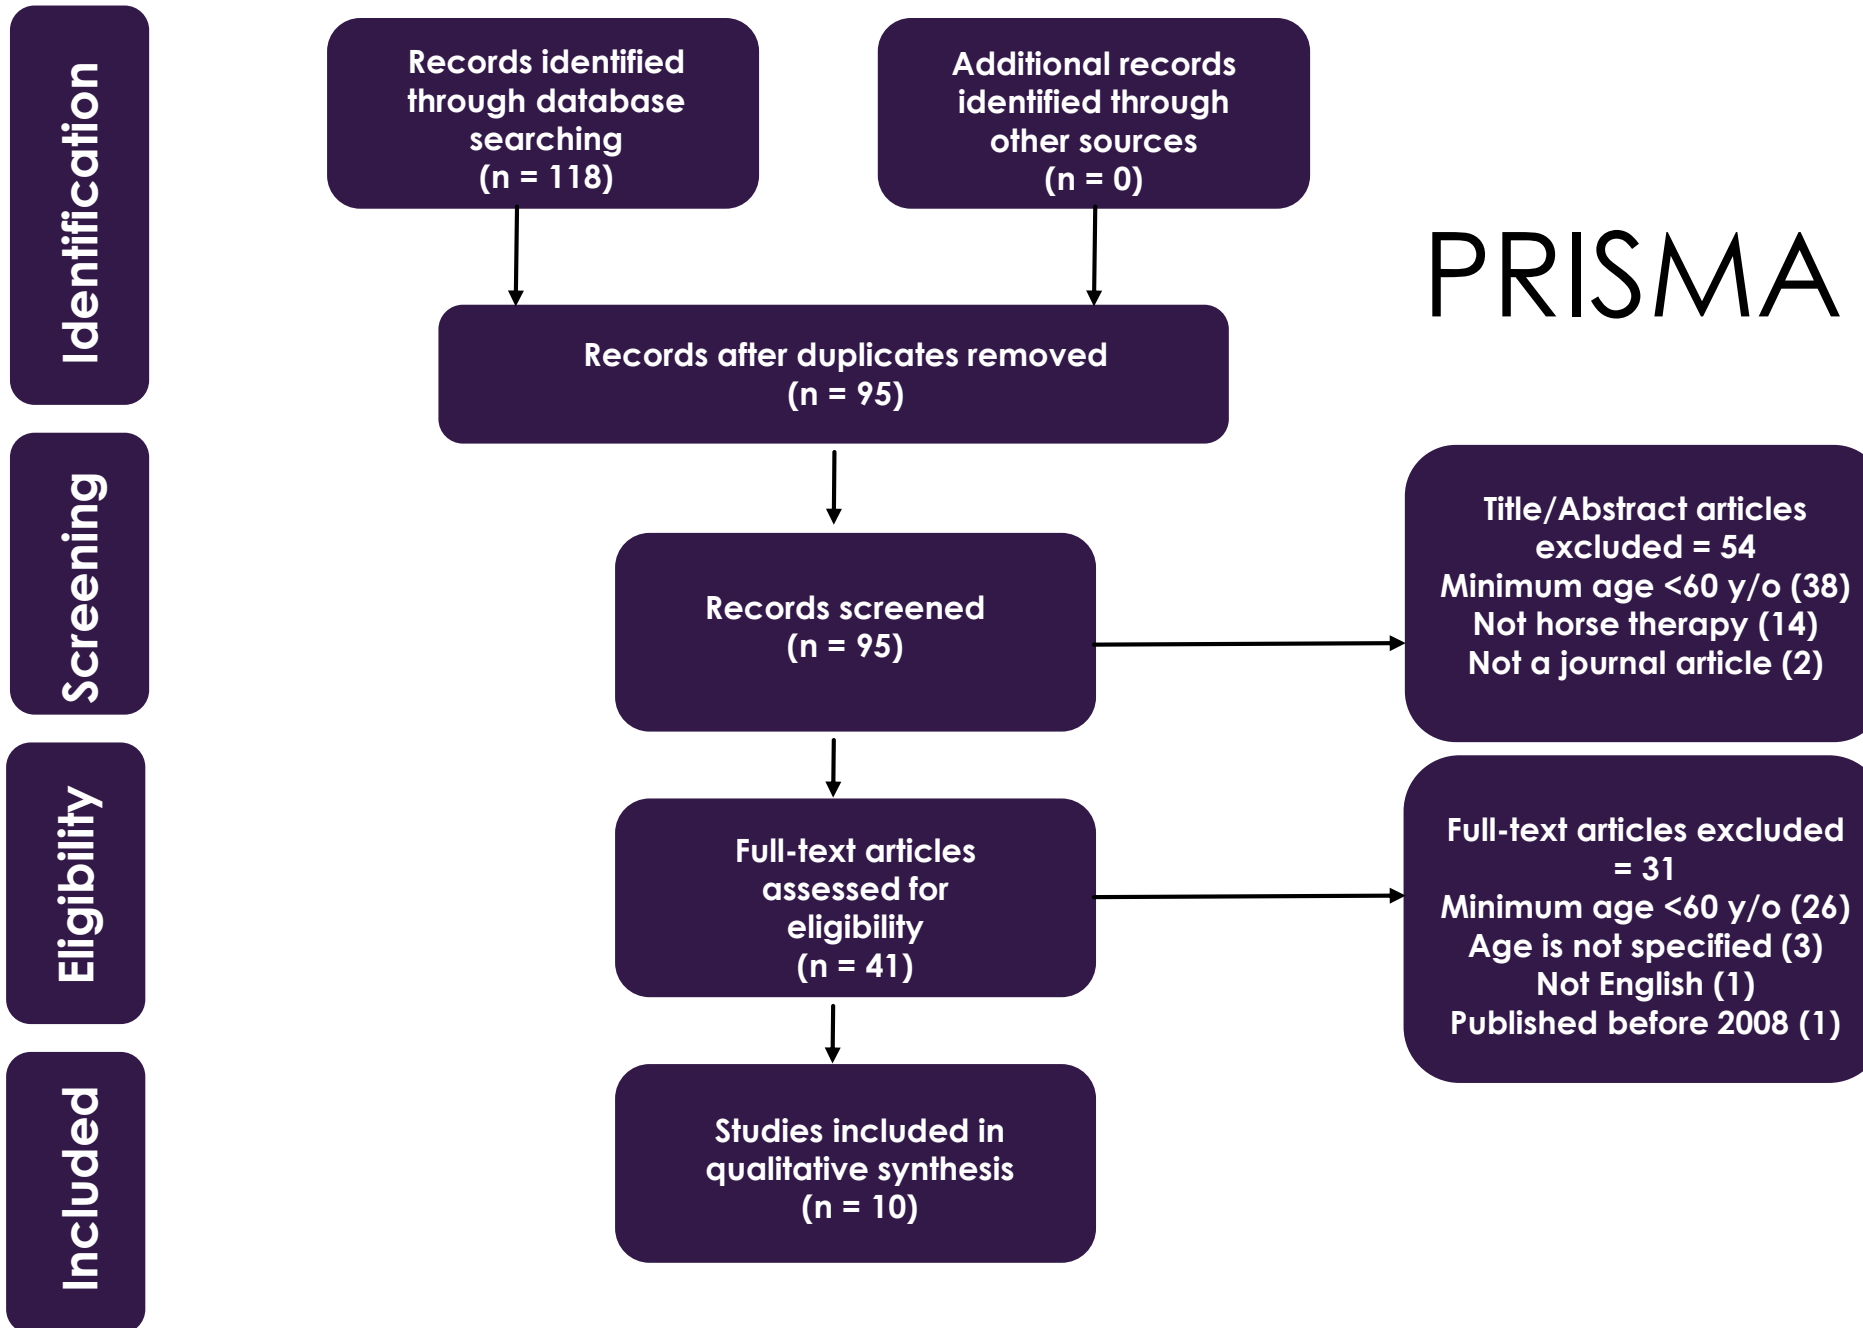 Identification
Records identified
through database
searching
(n = 118)
Additional records
identified through
other sources
(n = 0)
PRISMA
Records after duplicates removed
(n = 95)
Screening
Records screened
(n = 95)
Title/Abstract articles
excluded = 54
Minimum age <60 y/o (38)
Not horse therapy (14)
Not a journal article (2)
Eligibility
Full-text articles
assessed for
eligibility
(n = 41)
Full-text articles excluded
= 31
Minimum age <60 y/o (26)
Age is not specified (3)
Not English (1)
Published before 2008 (1)
Included
Studies included in
qualitative synthesis
(n = 10)